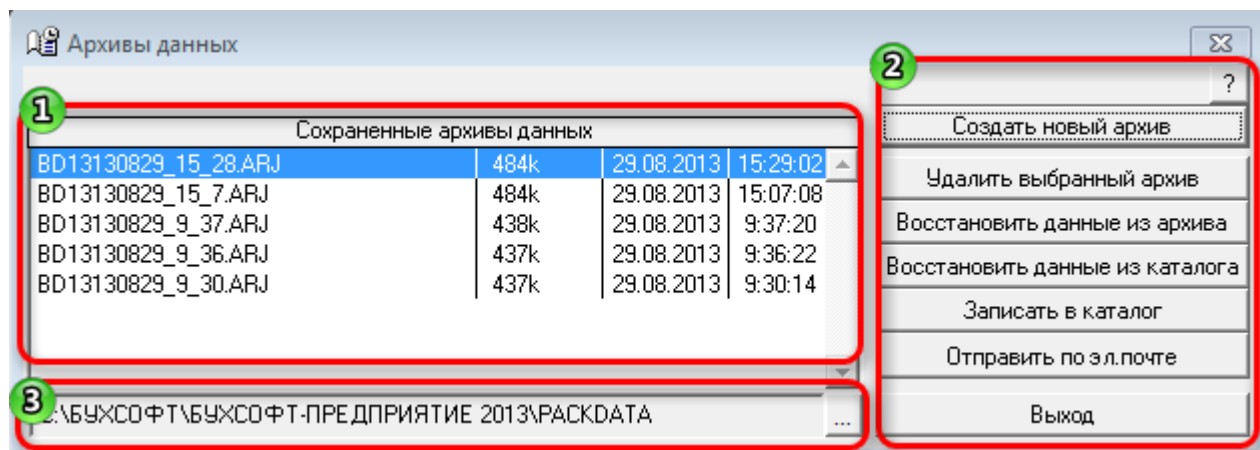 Архивы данных
2
?
1
Сохраненные архивы данных
Создать новый архив
BD13130829_15_28.ARJ 484k 29.08.2013 15:29:02
BD13130829_15_7.ARJ 484k 29.08.2013 15:07:08
BD13130829_9_37.ARJ 438k 29.08.2013 9:37:20
BD13130829_9_36.ARJ 437k 29.08.2013 9:36:22
BD13130829_9_30.ARJ 437k 29.08.2013 9:30:14
Удалить выбранный архив
Восстановить данные из архива
Восстановить данные из каталога
Записать в каталог
Отправить по эл.почте
3
:\БУХСОФТ\БУХСОФТ-ПРЕДПРИЯТИЕ 2013\PACKDATA ...
Выход